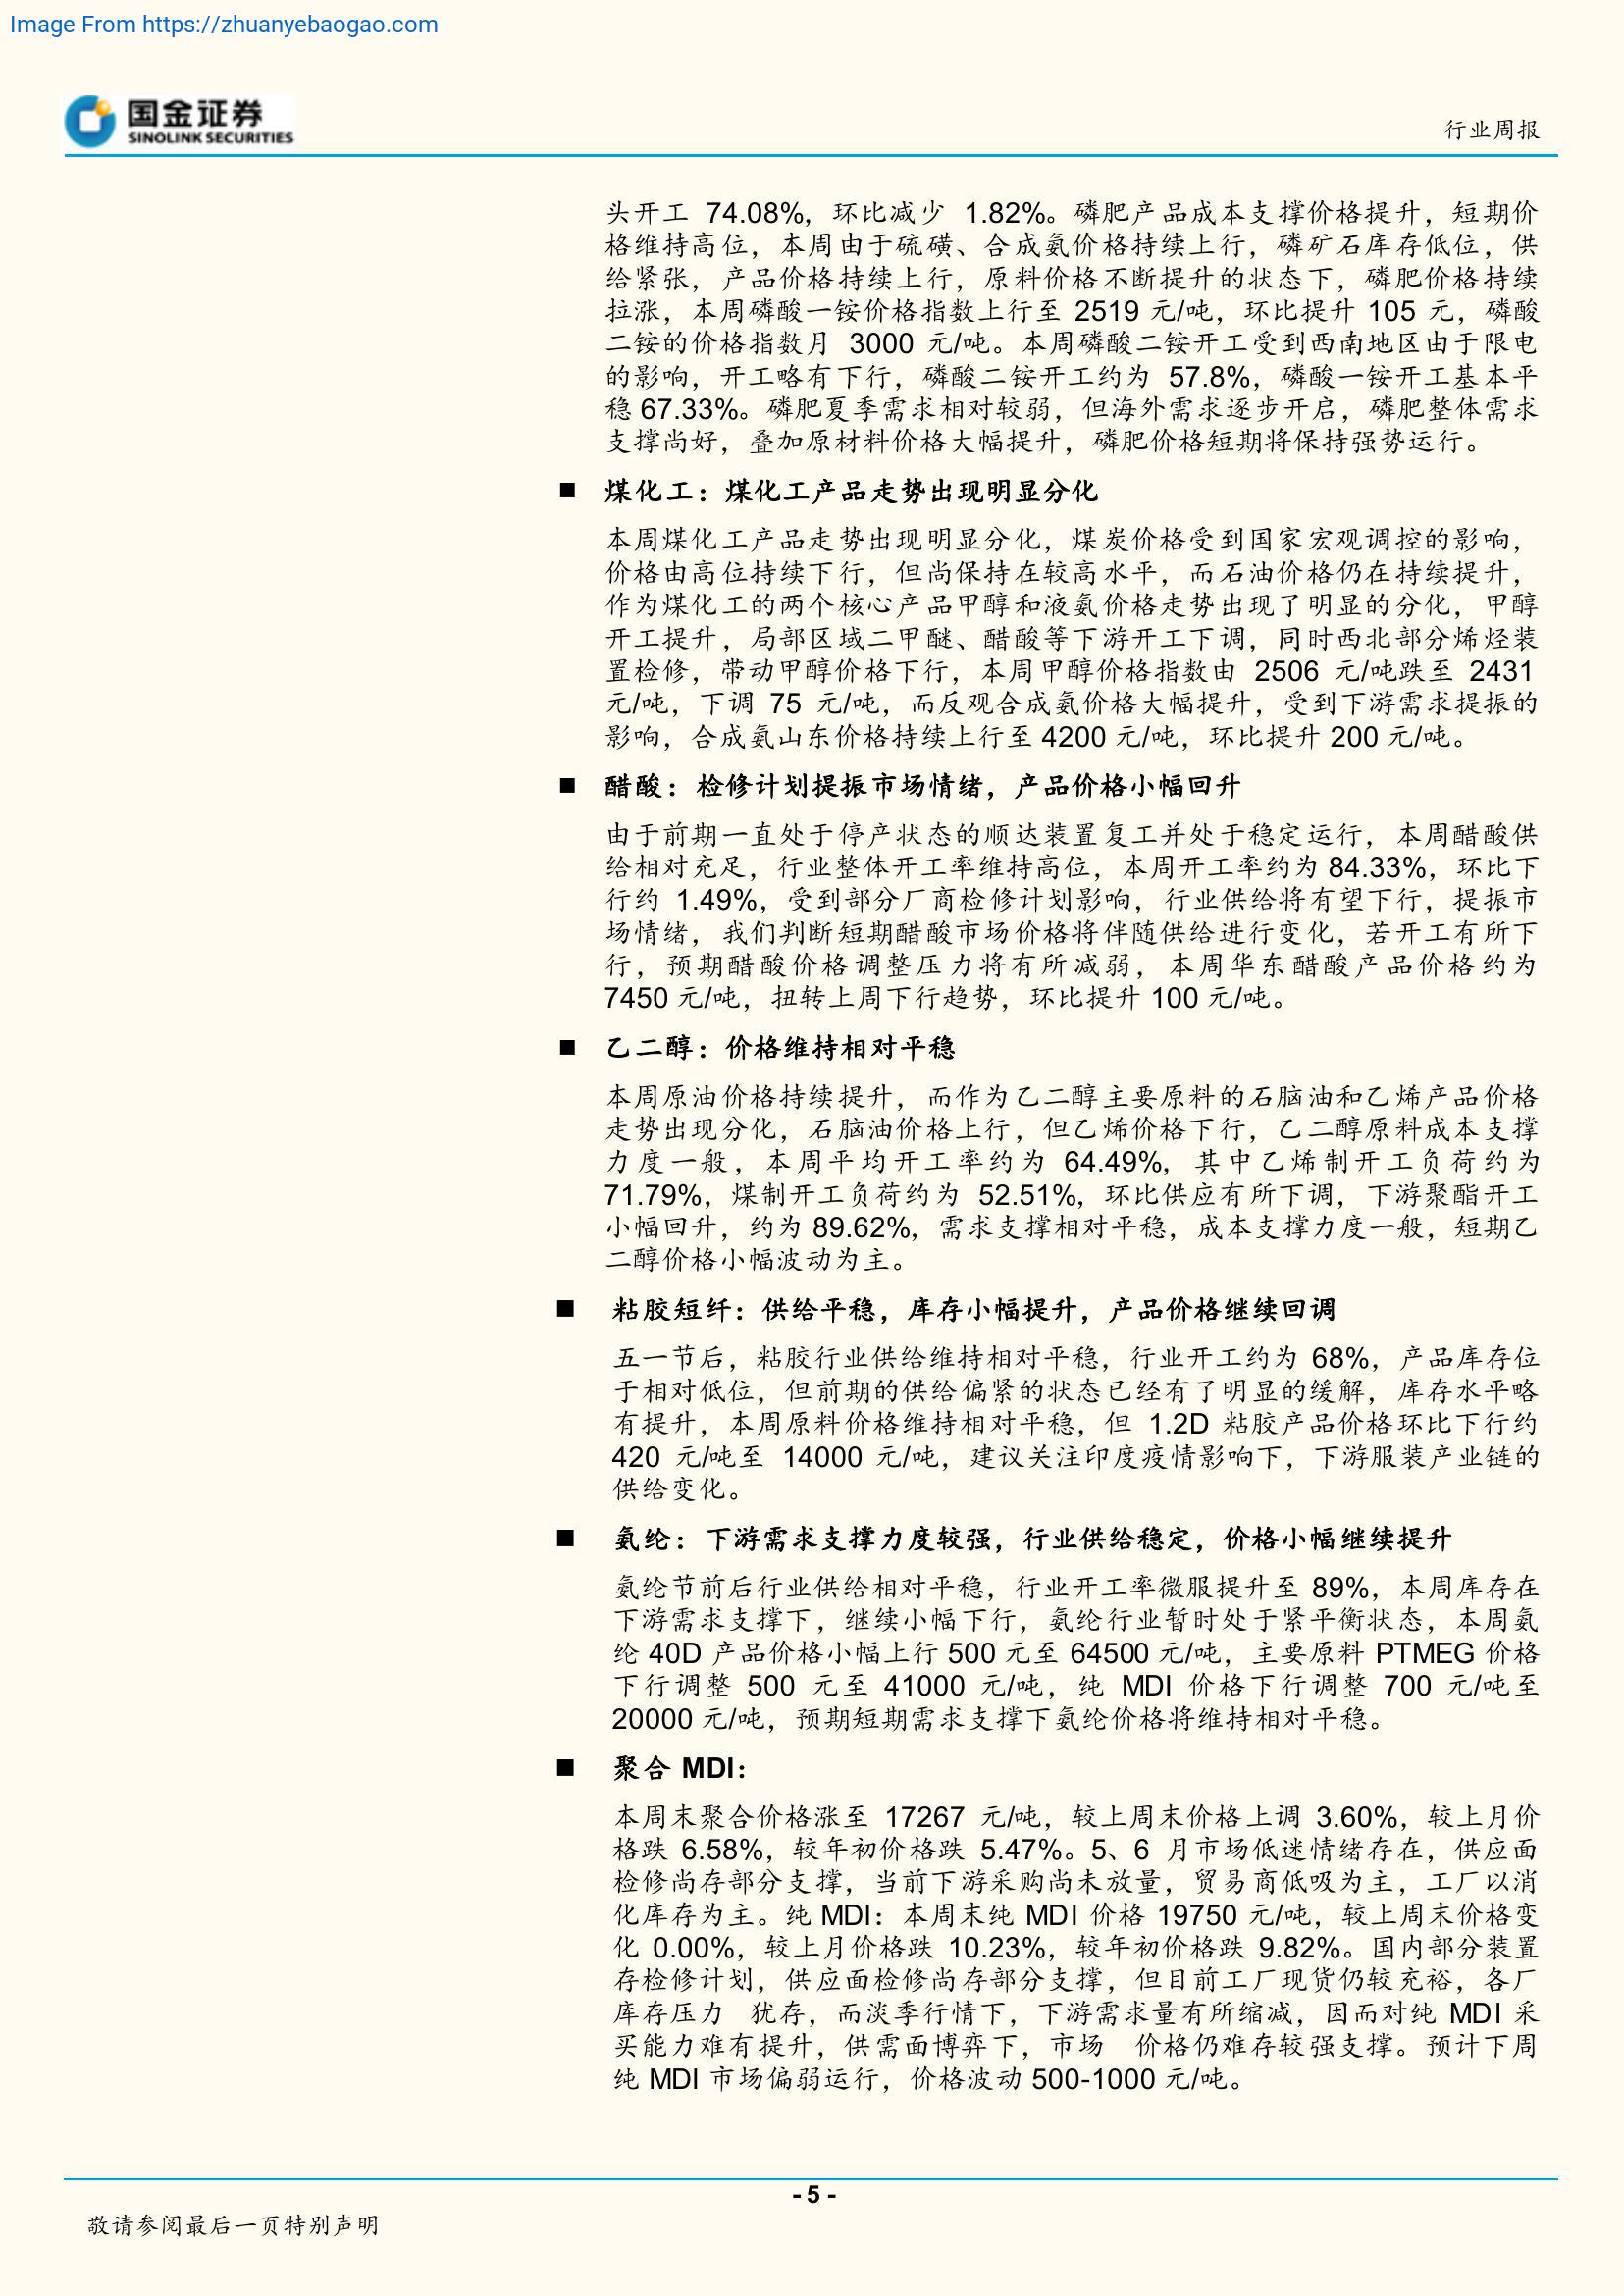 Image From https://zhuanyebaogao.com
国金证券
SINOLINK SECURITIES
行业周报
头开工 74.08%，环比减少 1.82%。磷肥产品成本支撑价格提升，短期价
格维持高位，本周由于硫磺、合成氨价格持续上行，磷矿石库存低位，供
给紧张，产品价格持续上行，原料价格不断提升的状态下，磷肥价格持续
拉涨，本周磷酸一铵价格指数上行至 2519 元/吨，环比提升 105 元，磷酸
二铵的价格指数月 3000 元/吨。本周磷酸二铵开工受到西南地区由于限电
的影响，开工略有下行，磷酸二铵开工约为 57.8%，磷酸一铵开工基本平
稳 67.33%。磷肥夏季需求相对较弱，但海外需求逐步开启，磷肥整体需求
支撑尚好，叠加原材料价格大幅提升，磷肥价格短期将保持强势运行。
■ 煤化工：煤化工产品走势出现明显分化
本周煤化工产品走势出现明显分化，煤炭价格受到国家宏观调控的影响，
价格由高位持续下行，但尚保持在较高水平，而石油价格仍在持续提升，
作为煤化工的两个核心产品甲醇和液氨价格走势出现了明显的分化，甲醇
开工提升，局部区域二甲醚、醋酸等下游开工下调，同时西北部分烯烃装
置检修，带动甲醇价格下行，本周甲醇价格指数由 2506 元/吨跌至 2431
元/吨，下调 75 元/吨，而反观合成氨价格大幅提升，受到下游需求提振的
影响，合成氨山东价格持续上行至 4200 元/吨，环比提升 200 元/吨。
■ 醋酸：检修计划提振市场情绪，产品价格小幅回升
由于前期一直处于停产状态的顺达装置复工并处于稳定运行，本周醋酸供
给相对充足，行业整体开工率维持高位，本周开工率约为 84.33%，环比下
行约 1.49%，受到部分厂商检修计划影响，行业供给将有望下行，提振市
场情绪，我们判断短期醋酸市场价格将伴随供给进行变化，若开工有所下
行，预期醋酸价格调整压力将有所减弱，本周华东醋酸产品价格约为
7450 元/吨，扭转上周下行趋势，环比提升 100 元/吨。
■ 乙二醇：价格维持相对平稳
本周原油价格持续提升，而作为乙二醇主要原料的石脑油和乙烯产品价格
走势出现分化，石脑油价格上行，但乙烯价格下行，乙二醇原料成本支撑
力度一般，本周平均开工率约为 64.49%，其中乙烯制开工负荷约为
71.79%，煤制开工负荷约为 52.51%，环比供应有所下调，下游聚酯开工
小幅回升，约为 89.62%，需求支撑相对平稳，成本支撑力度一般，短期乙
二醇价格小幅波动为主。
■ 粘胶短纤：供给平稳，库存小幅提升，产品价格继续回调
五一节后，粘胶行业供给维持相对平稳，行业开工约为 68%，产品库存位
于相对低位，但前期的供给偏紧的状态已经有了明显的缓解，库存水平略
有提升，本周原料价格维持相对平稳，但 1.2D 粘胶产品价格环比下行约
420 元/吨至 14000 元/吨，建议关注印度疫情影响下，下游服装产业链的
供给变化。
■ 氨纶：下游需求支撑力度较强，行业供给稳定，价格小幅继续提升
氨纶节前后行业供给相对平稳，行业开工率微服提升至 89%，本周库存在
下游需求支撑下，继续小幅下行，氨纶行业暂时处于紧平衡状态，本周氨
纶 40D 产品价格小幅上行 500 元至 64500 元/吨，主要原料 PTMEG 价格
下行调整 500 元至 41000 元/吨，纯 MDI 价格下行调整 700 元/吨至
20000 元/吨，预期短期需求支撑下氨纶价格将维持相对平稳。
■ 聚合 MDI：
本周末聚合价格涨至 17267 元/吨，较上周末价格上调 3.60%，较上月价
格跌 6.58%，较年初价格跌 5.47%。5、6 月市场低迷情绪存在，供应面
检修尚存部分支撑，当前下游采购尚未放量，贸易商低吸为主，工厂以消
化库存为主。纯 MDI：本周末纯 MDI 价格 19750 元/吨，较上周末价格变
化 0.00%，较上月价格跌 10.23%，较年初价格跌 9.82%。国内部分装置
存检修计划，供应面检修尚存部分支撑，但目前工厂现货仍较充裕，各厂
库存压力 犹存，而淡季行情下，下游需求量有所缩减，因而对纯 MDI 采
买能力难有提升，供需面博弈下，市场 价格仍难存较强支撑。预计下周
纯 MDI 市场偏弱运行，价格波动 500-1000 元/吨。
- 5 -
敬请参阅最后一页特别声明